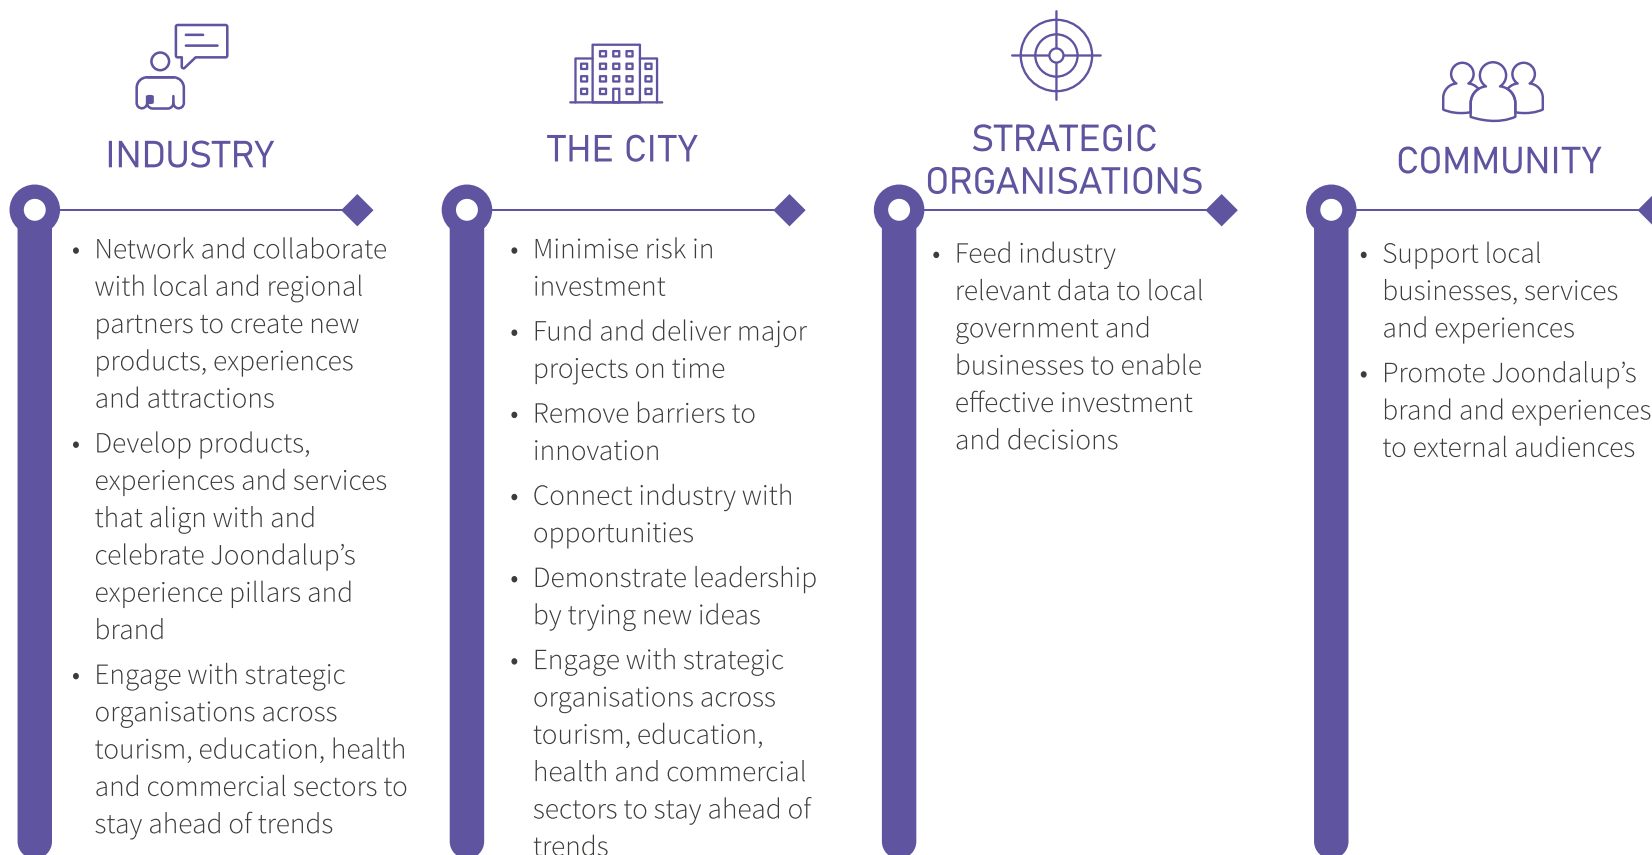 INDUSTRY
• Network and collaborate
with local and regional
partners to create new
products, experiences
and attractions
• Develop products,
experiences and services
that align with and
celebrate Joondalup’s
experience pillars and
brand
• Engage with strategic
organisations across
tourism, education, health
and commercial sectors to
stay ahead of trends
THE CITY
• Minimise risk in
investment
• Fund and deliver major
projects on time
• Remove barriers to
innovation
• Connect industry with
opportunities
• Demonstrate leadership
by trying new ideas
• Engage with strategic
organisations across
tourism, education,
health and commercial
sectors to stay ahead of
trends
STRATEGIC
ORGANISATIONS
• Feed industry
relevant data to local
government and
businesses to enable
effective investment
and decisions
COMMUNITY
• Support local
businesses, services
and experiences
• Promote Joondalup’s
brand and experiences
to external audiences